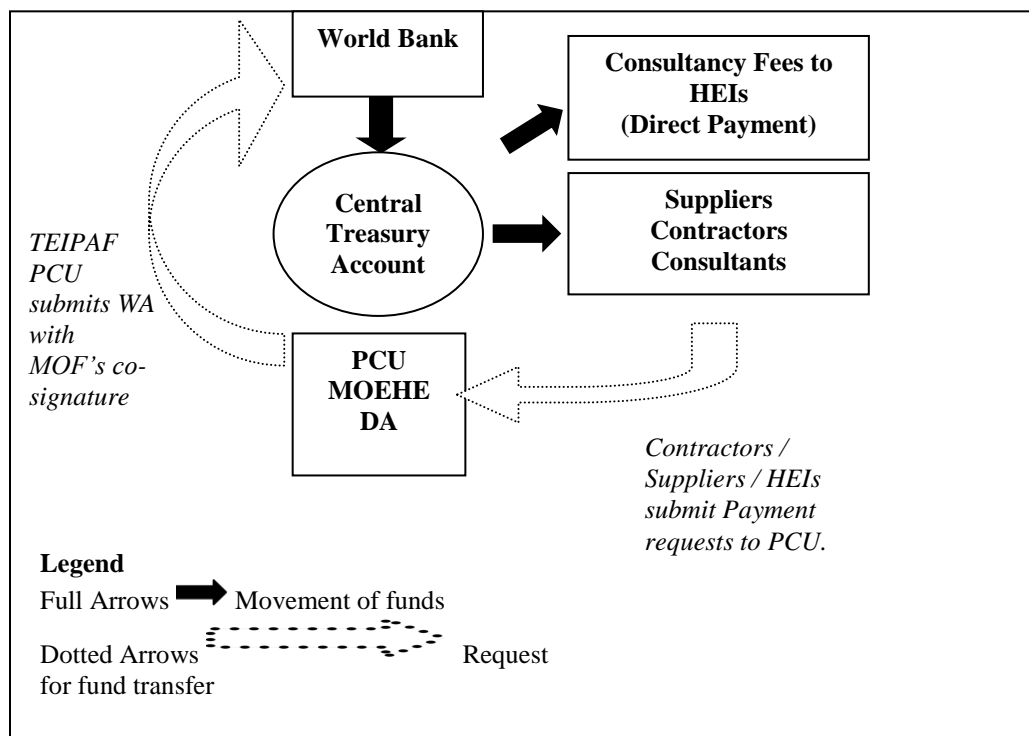 World Bank
Consultancy Fees to
HEIs
(Direct Payment)
Central
Treasury
Account
Suppliers
Contractors
Consultants
TEIPAF
PCU
submits WA
with
MOF’s co-
signature
PCU
MOEHE
DA
Contractors /
Suppliers / HEIs
submit Payment
requests to PCU.
Legend
Full Arrows Movement of funds
Dotted Arrows Request
for fund transfer